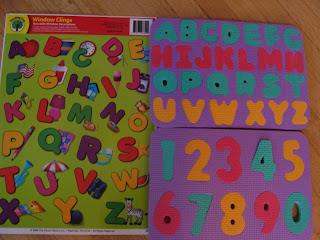 Window Clings
A B C D E
F G H I J
K L M N O
P Q R S T
U V W
X Y Z
ABCDEFG
HIJKLMN
OPQRST
UVWXYZ
12345
67890